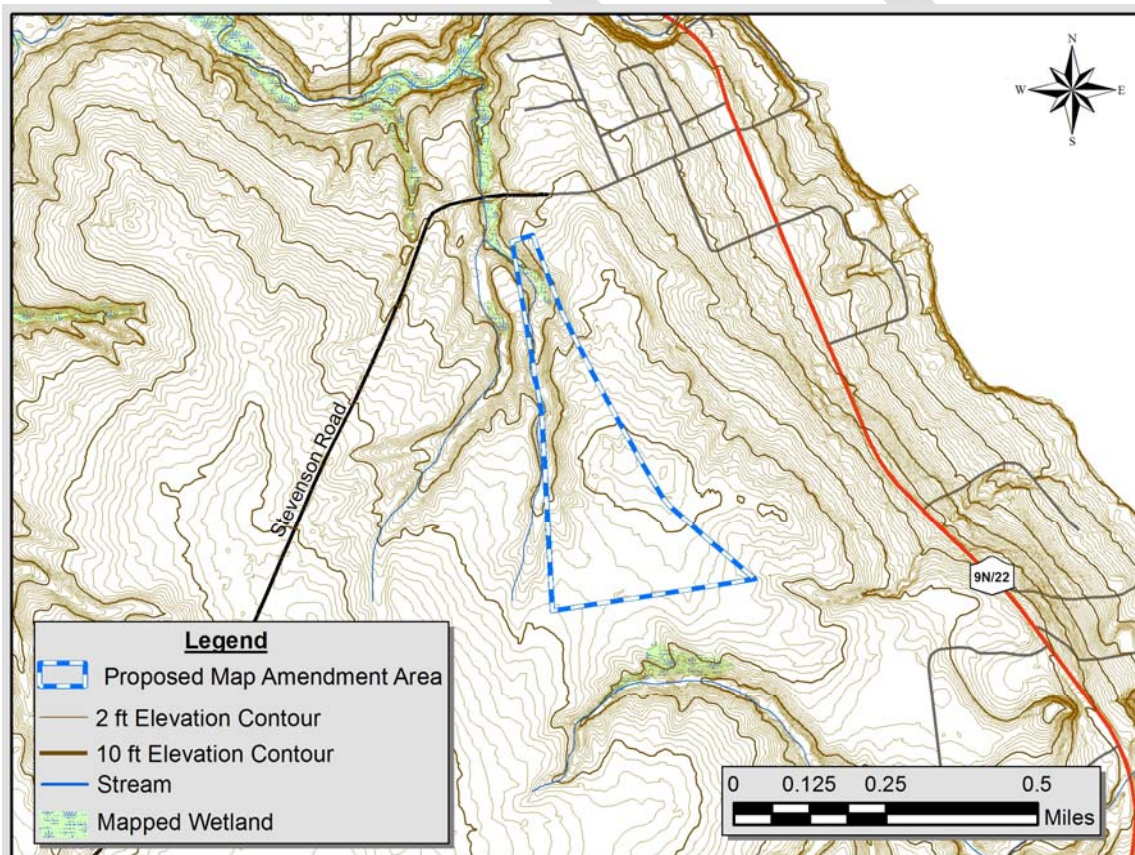 N
W E
S
Stevenson Road
9N/22
Legend
Proposed Map Amendment Area
2 ft Elevation Contour
10 ft Elevation Contour
Stream
Mapped Wetland
0 0.125 0.25 0.5
Miles